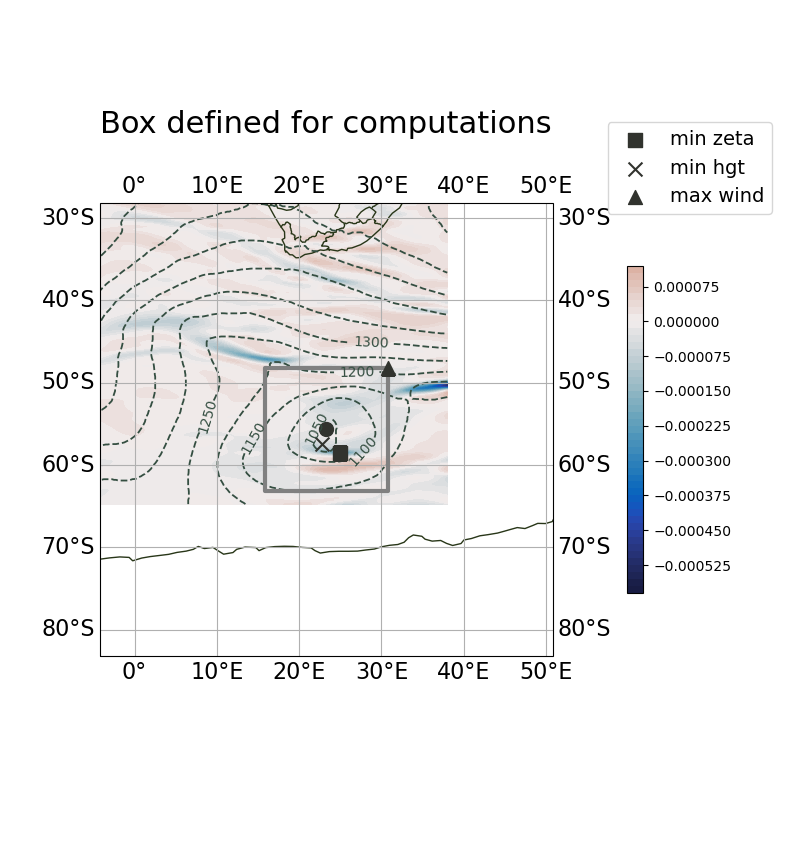 Box defined for computations
min zeta
min hgt
max wind
0° 10°E 20°E 30°E 40°E 50°E
30°S 30°S
40°S 40°S
50°S 50°S
60°S 60°S
70°S 70°S
80°S 80°S
0° 10°E 20°E 30°E 40°E 50°E
1300
1200
1250
1150
1050
1100
0.000075
0.000000
−0.000075
−0.000150
−0.000225
−0.000300
−0.000375
−0.000450
−0.000525